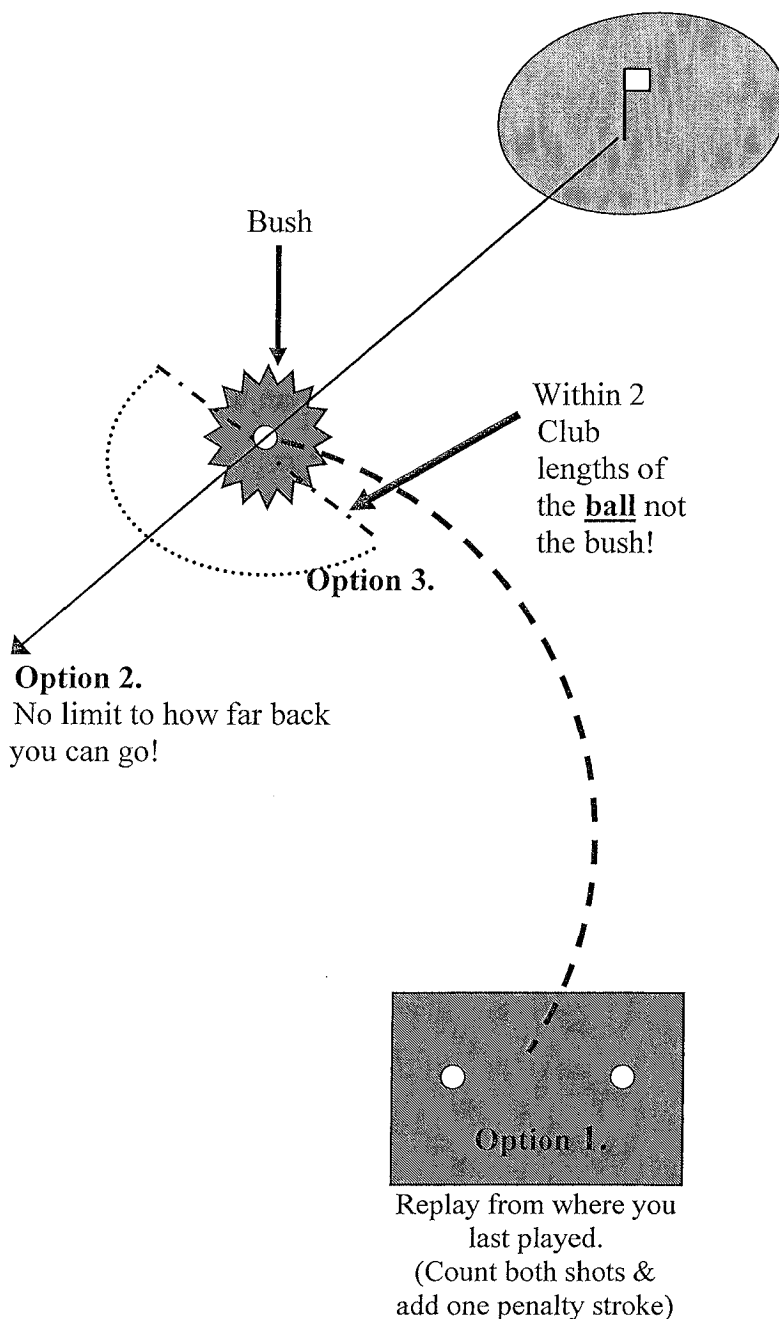 Bush
Within 2
Club
lengths of
the ball not
the bush!
Option 3.
Option 2.
No limit to how far back
you can go!
Option 1.
Replay from where you
last played.
(Count both shots &
add one penalty stroke)